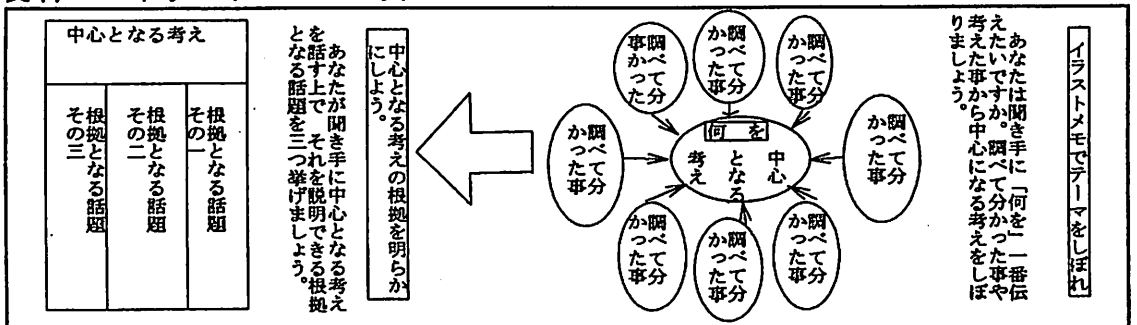 イラストメモでテーマをしぼれ
あなたは聞き手に「何を」一番伝
えたいですか。調べて分かった事や
考えた事から中心になる考えをしぼ
りましょう。
調べて分
かった事
調べて分
かった事
調べて分
かった事
調べて分
事かった
調べて分
かった事
調べて分
かった事
調べて分
かった事
調べて分
かった事
何を
中心
となる
考え
中心となる考えの根拠を明らか
にしよう。
あなたが聞き手に中心となる考え
を話す上で　それを説明できる根拠
となる話題を三つ挙げましょう。
中心となる考え
根拠となる話題
その一
根拠となる話題
その二
根拠となる話題
その三